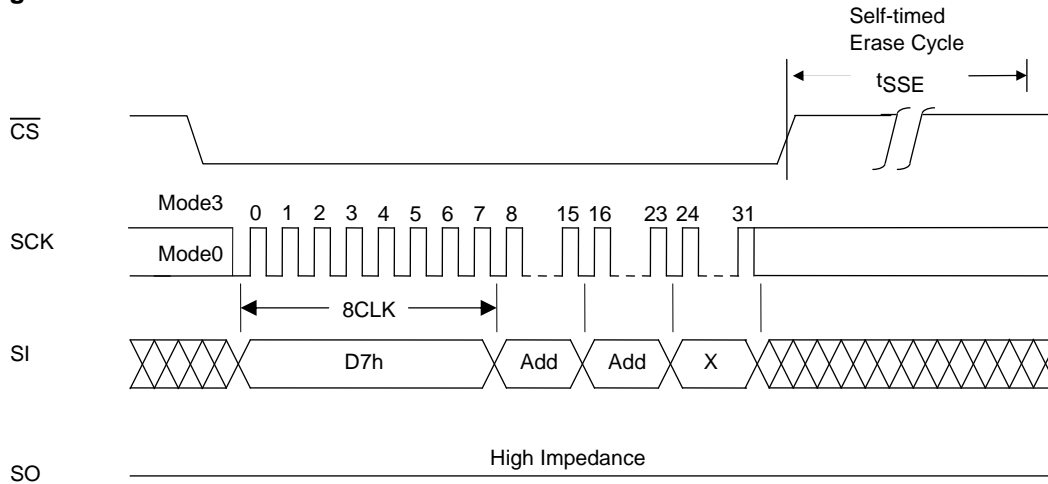 Self-timed
Erase Cycle
tSSE
CS
Mode3
0 1 2 3 4 5 6 7 8 15 16 23 24 31
SCK
Mode0
8CLK
SI
D7h Add Add X
High Impedance
SO